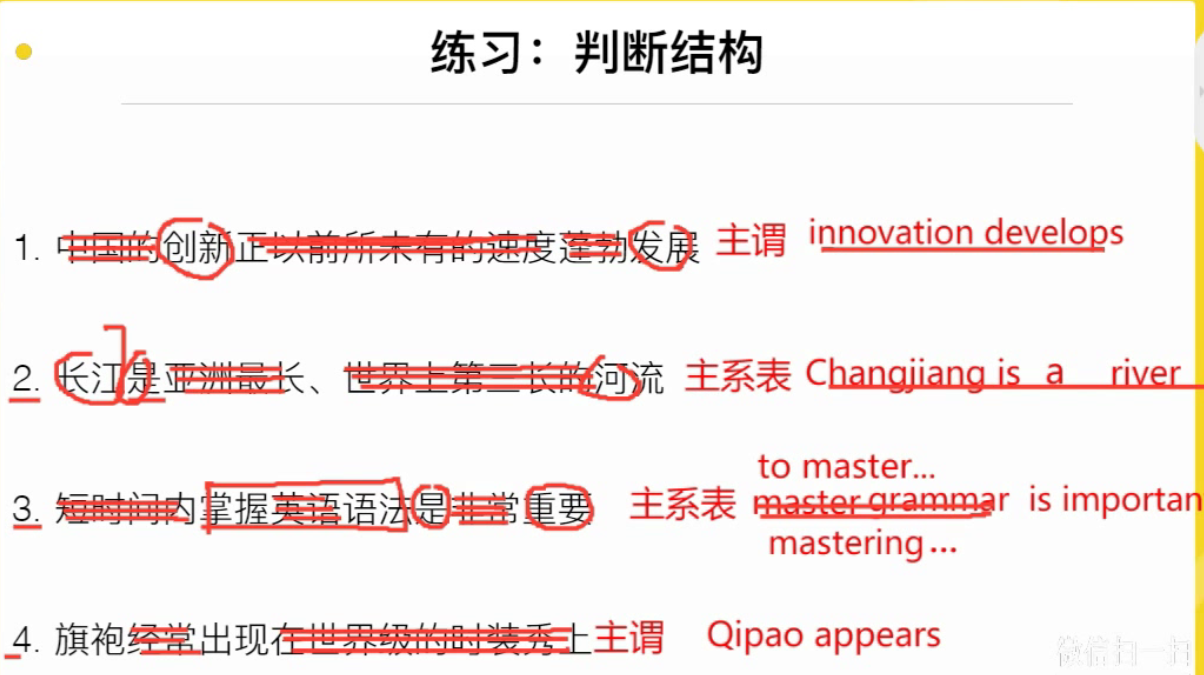 练习：判断结构
1. 中国的创新正以前所未有的速度蓬勃发展 主谓 innovation develops
2. 长江是亚洲最长、世界上第三长的河流 主系表 Changjiang is a river
to master...
3. 短时间内掌握英语语法是非常重要 主系表 master grammar is importan
mastering...
4. 旗袍经常出现在世界级的时装秀上 主谓 Qipao appears
微信扫一扫